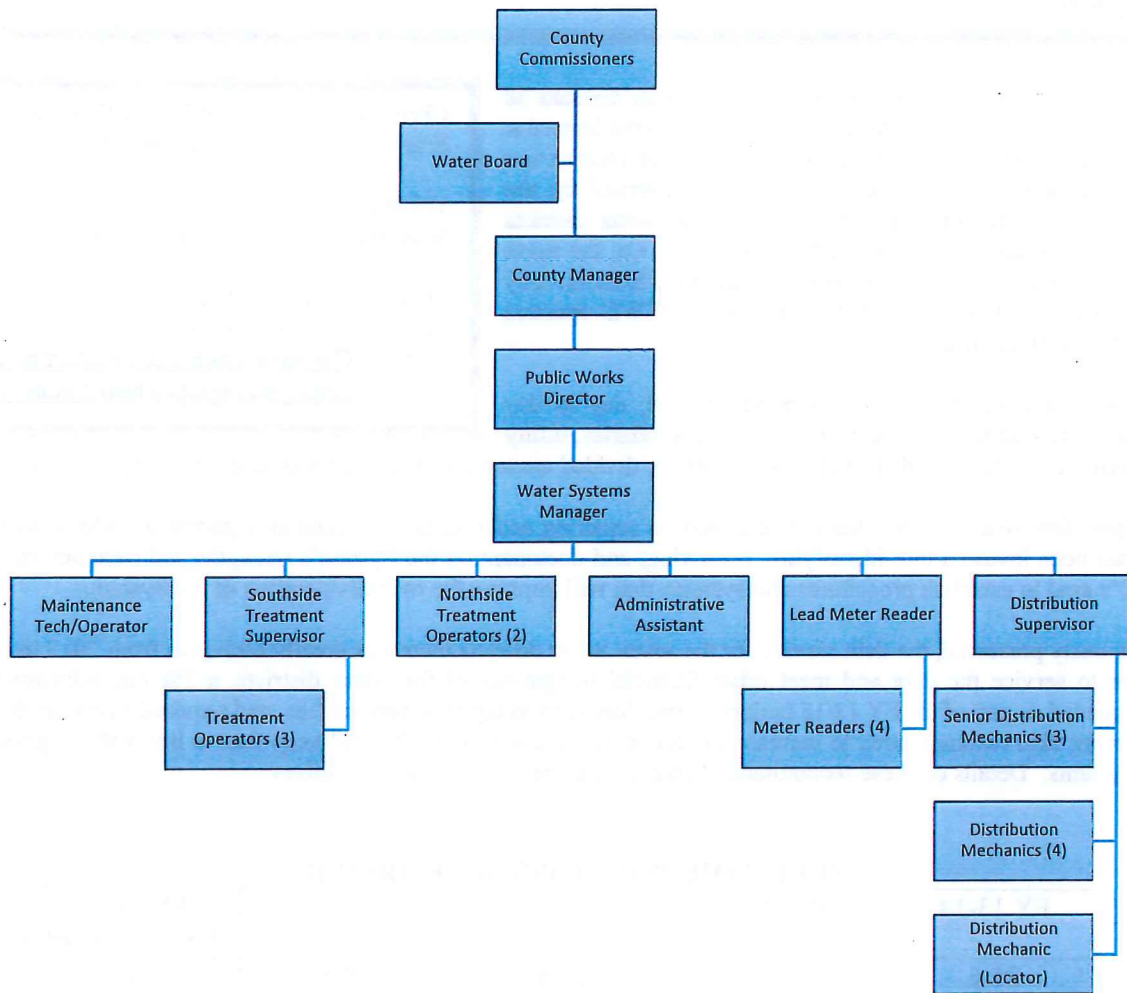 County
Commissioners
Water Board
County Manager
Public Works
Director
Water Systems
Manager
Maintenance
Tech/Operator
Southside
Treatment
Supervisor
Northside
Treatment
Operators (2)
Administrative
Assistant
Lead Meter Reader
Distribution
Supervisor
Treatment
Operators (3)
Meter Readers (4)
Senior Distribution
Mechanics (3)
Distribution
Mechanics (4)
Distribution
Mechanic
(Locator)